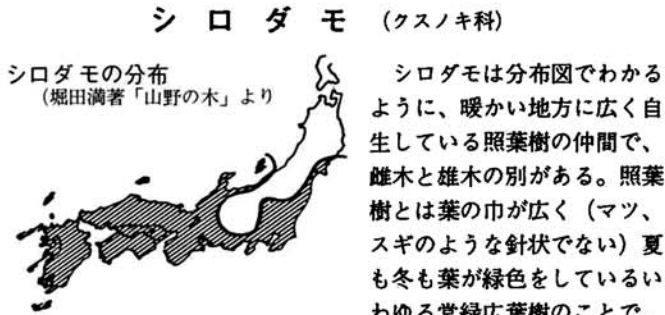 シロダモ (クスノキ科)
シロダモの分布
(堀田満著「山野の木」より
シロダモは分布図でわかる
ように、暖かい地方に広く自
生している照葉樹の仲間で、
雌木と雄木の別がある。照葉
樹とは葉の巾が広く(マツ、
スギのような針状でない)夏
も冬も葉が緑色をしているい
わゆる常緑広葉樹のことで、